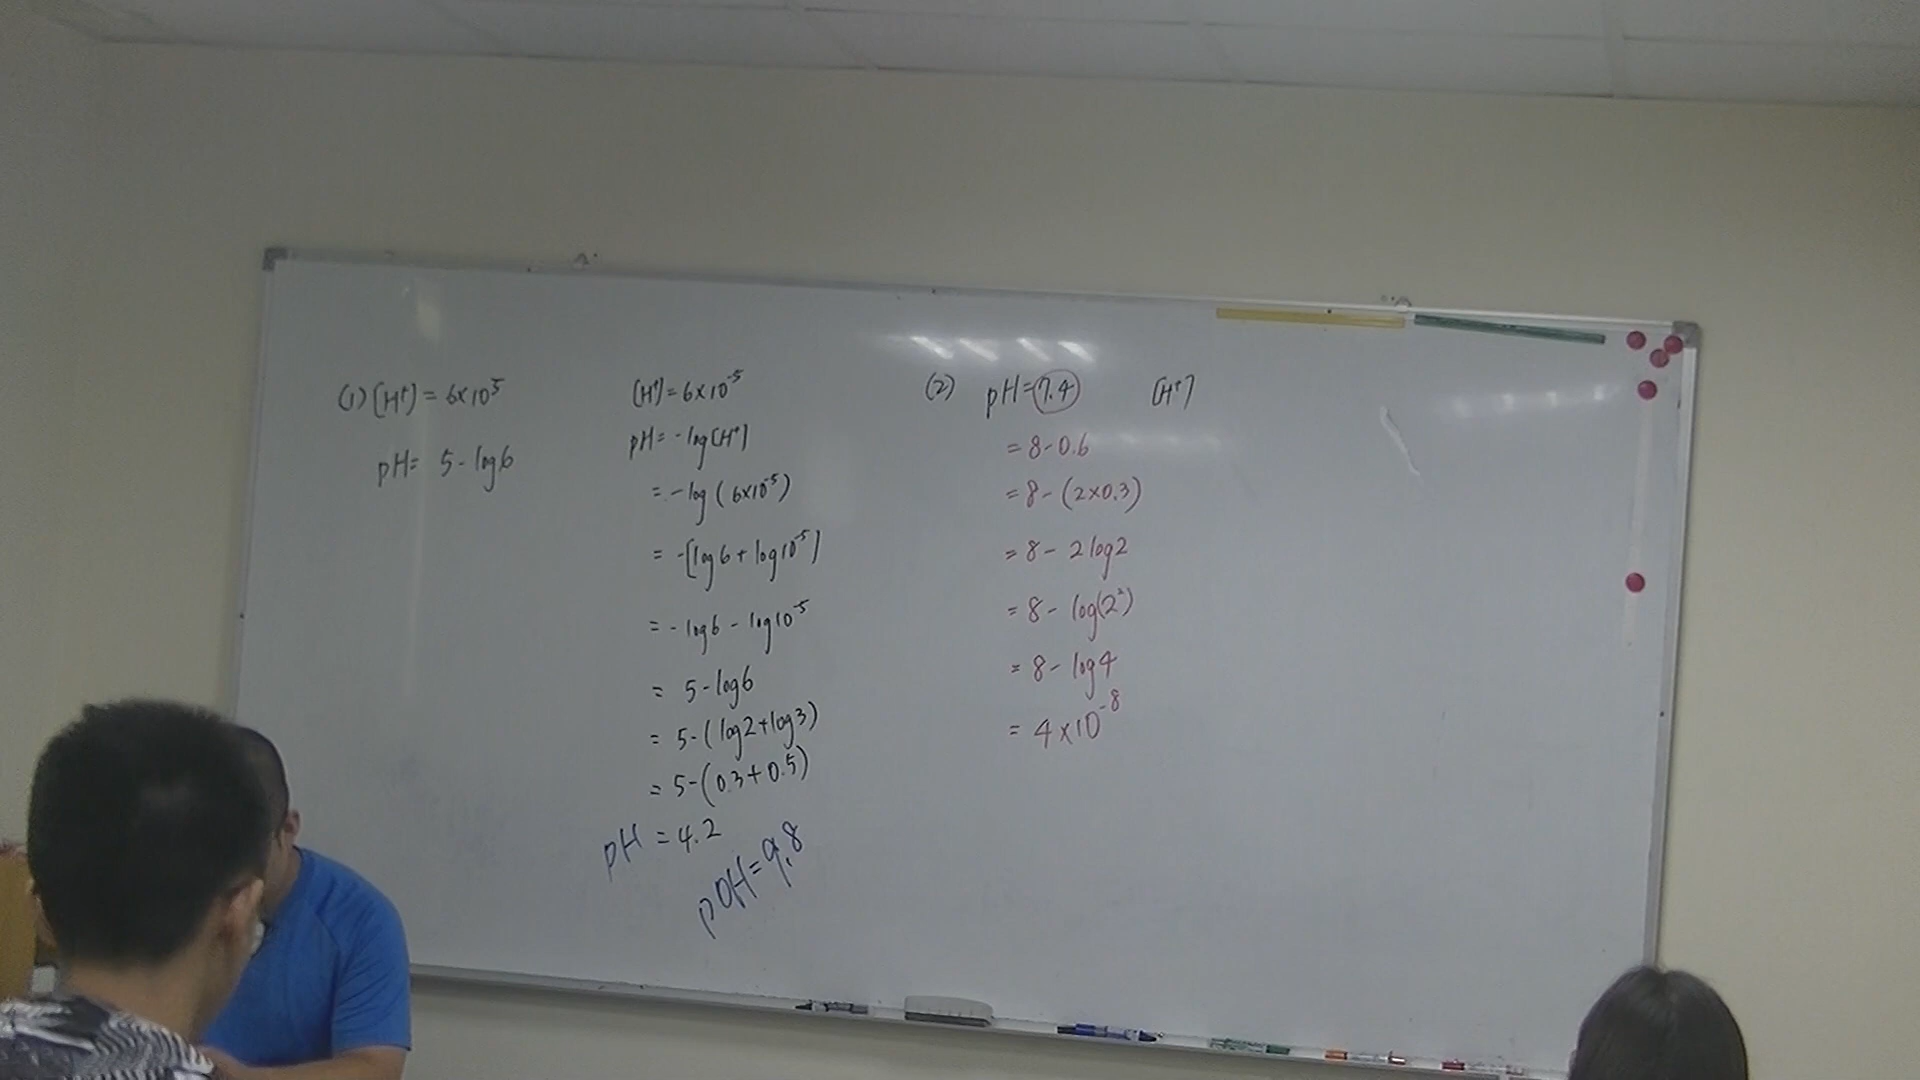 (1) [H⁺] = 6×10⁵
pH = 5 - log6
[H⁺] = 6×10⁻⁵
pH = -log[H⁺]
= -log (6×10⁻⁵)
= -[log6 + log10⁻⁵]
= -log6 - log10⁻⁵
= 5 - log6
= 5 - (log2 + log3)
= 5 - (0.3 + 0.5)
pH = 4.2
pOH = 9.8
(2) pH = 7.4 [H⁺]
= 8 - 0.6
= 8 - (2×0.3)
= 8 - 2log2
= 8 - log(2²)
= 8 - log4
= 4×10⁻⁸